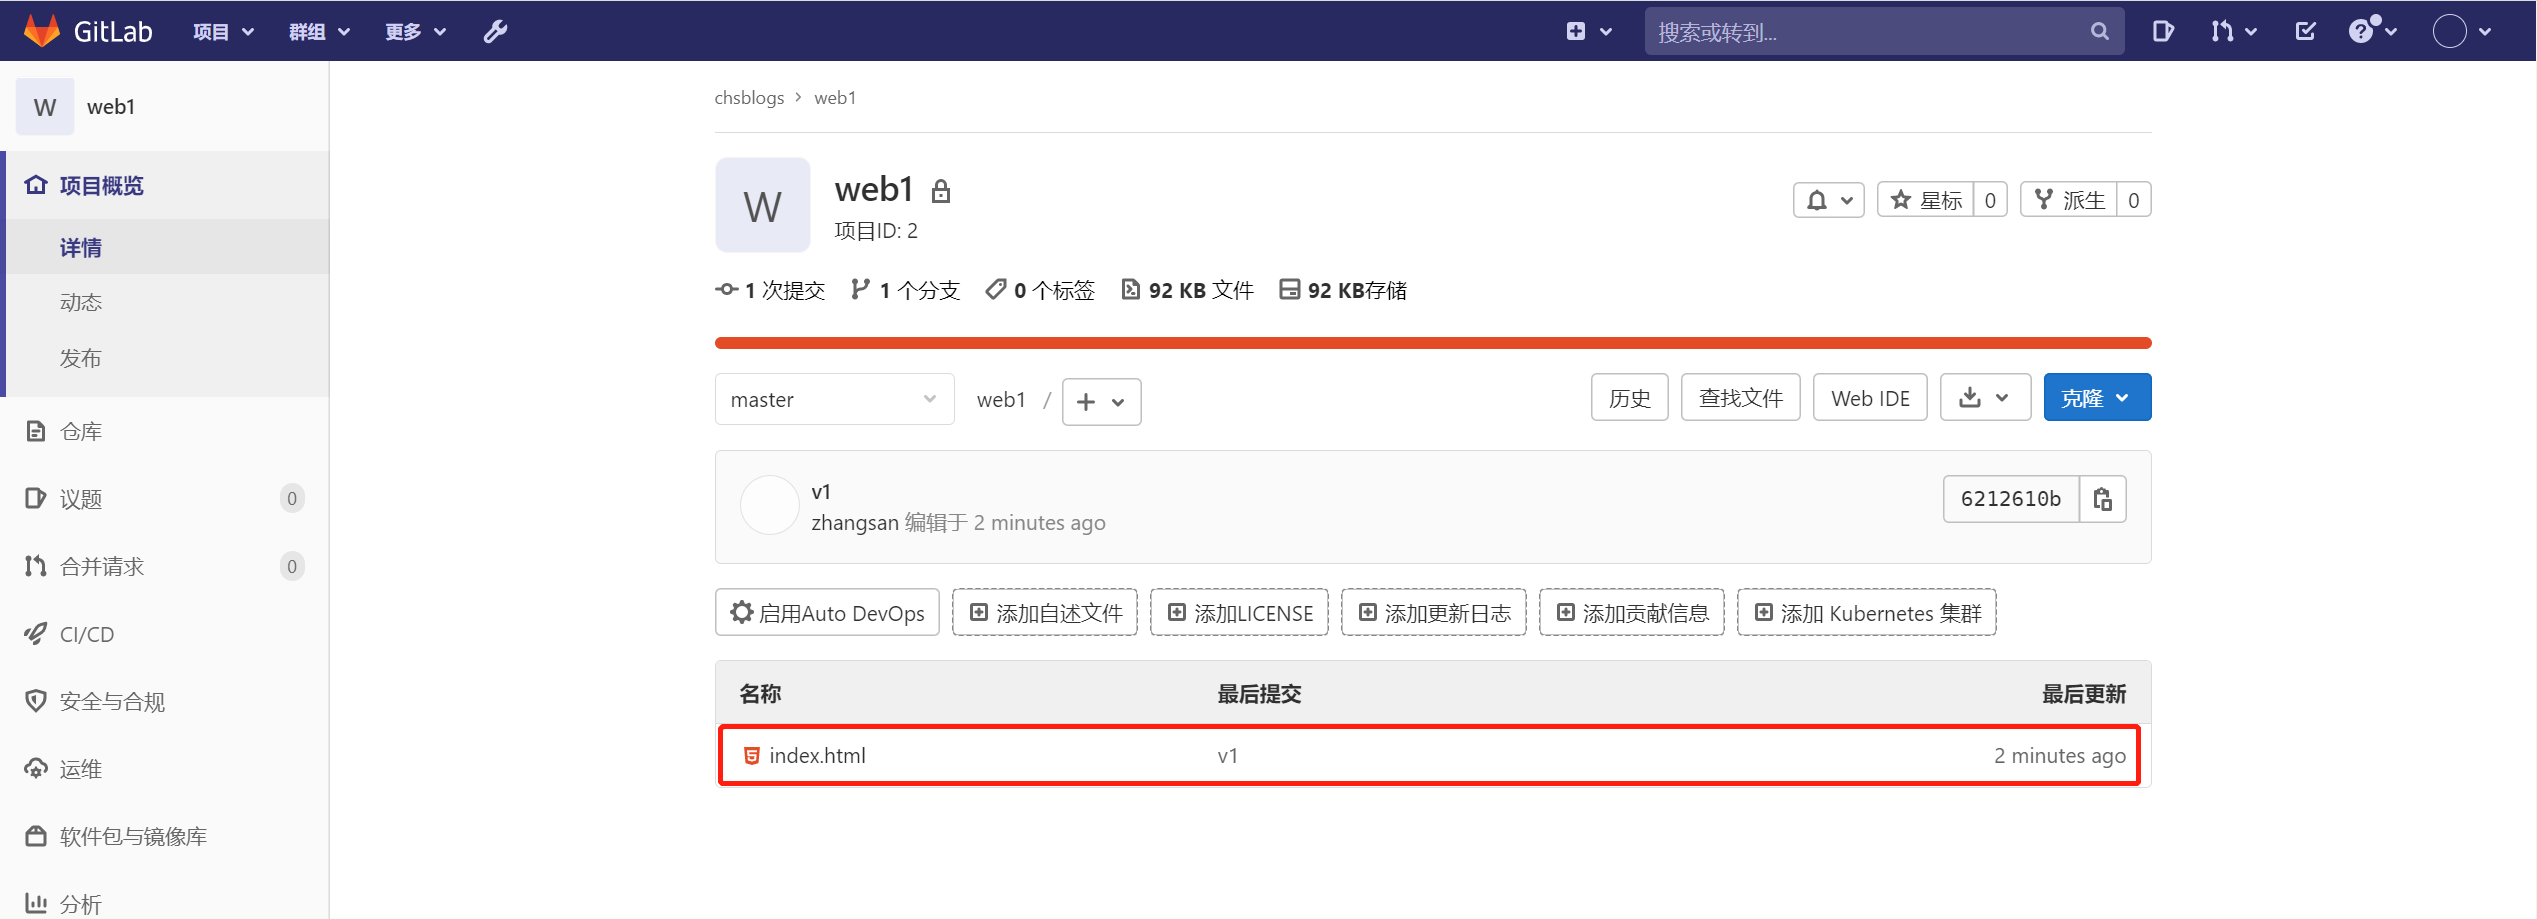 GitLab 项目 群组 更多 搜索或转到...
W web1
项目概览
详情
动态
发布
仓库
议题 0
合并请求 0
CI/CD
安全与合规
运维
软件包与镜像库
分析
chsblogs > web1
W
web1
项目ID: 2
星标 0 派生 0
1 次提交 1 个分支 0 个标签 92 KB 文件 92 KB存储
master web1 / + 历史 查找文件 Web IDE 克隆
v1
zhangsan 编辑于 2 minutes ago
6212610b
启用Auto DevOps 添加自述文件 添加LICENSE 添加更新日志 添加贡献信息 添加 Kubernetes 集群
名称 最后提交 最后更新
index.html v1 2 minutes ago